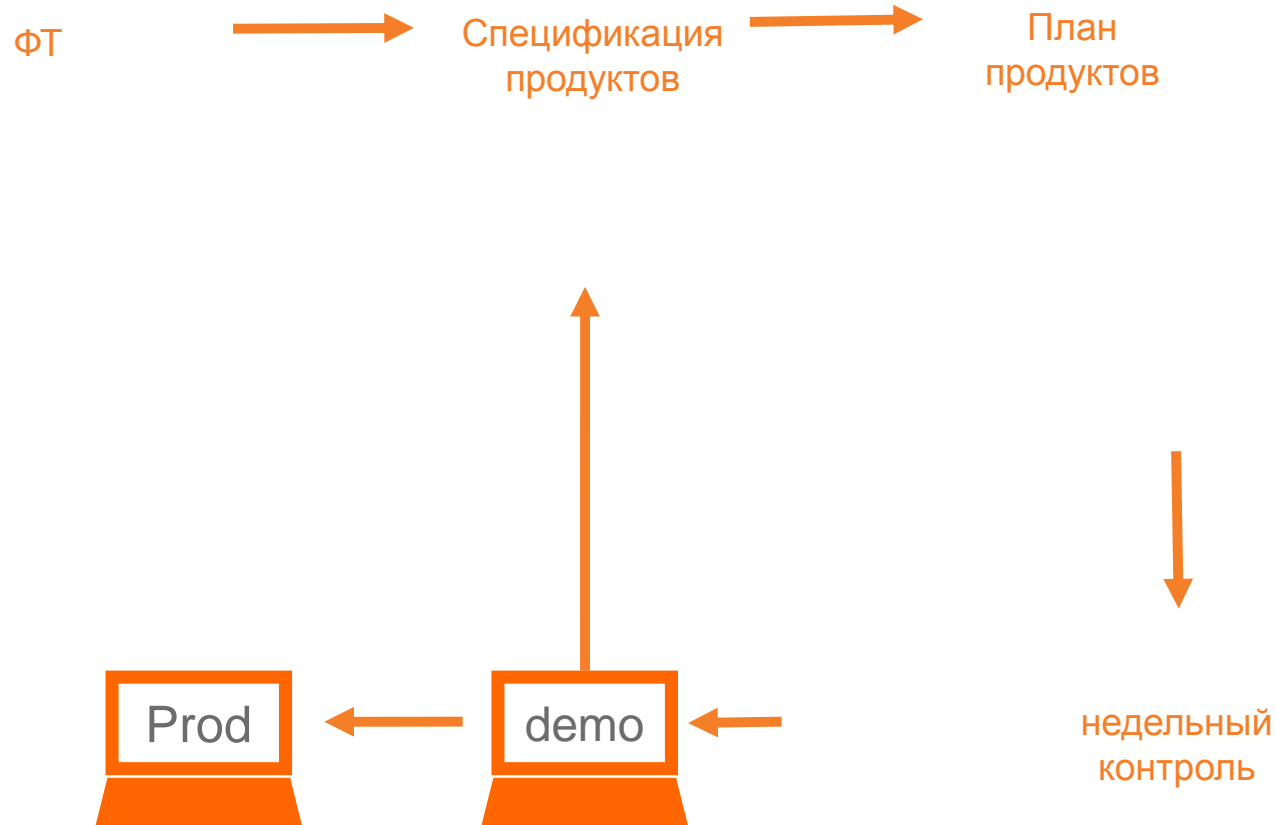 ФТ
Спецификация
продуктов
План
продуктов
Prod
demo
недельный
контроль